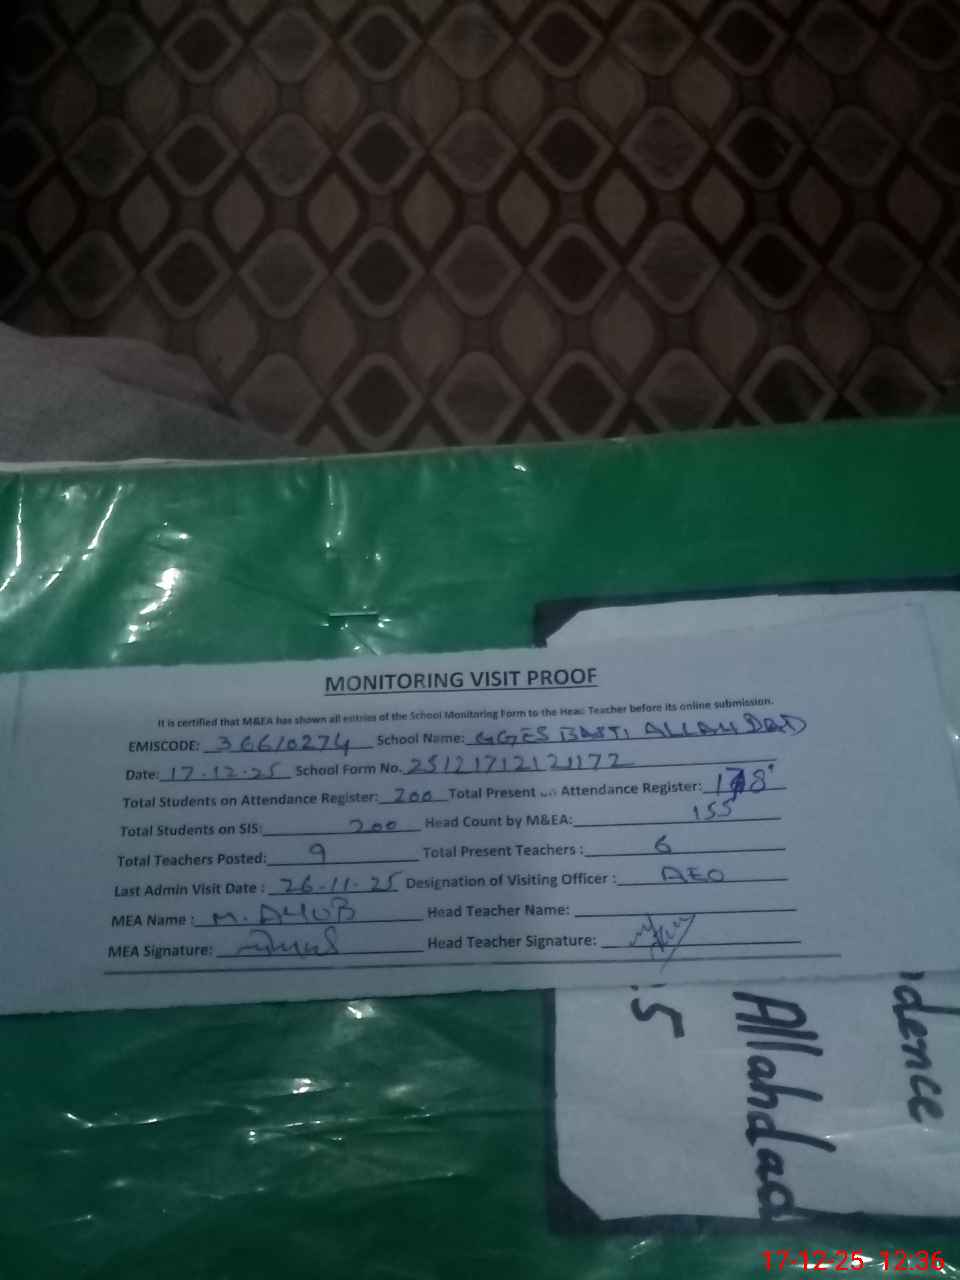 MONITORING VISIT PROOF
It is certified that M&EA has shown all entries of the School Monitoring Form to the Head Teacher before its online submission.
EMISCODE: 36610274 School Name: GGES BASTI ALLAH DAD
Date: 17.12.25 School Form No. 25121712121172
Total Students on Attendance Register: 200 Total Present on Attendance Register: 178
Total Students on SIS: 200 Head Count by M&EA: 155
Total Teachers Posted: 9 Total Present Teachers : 6
Last Admin Visit Date : 26-11-25 Designation of Visiting Officer : AEO
MEA Name : M. AYUB Head Teacher Name:
MEA Signature: Head Teacher Signature:
dence
Allahdad
5
17-12-25 12:36